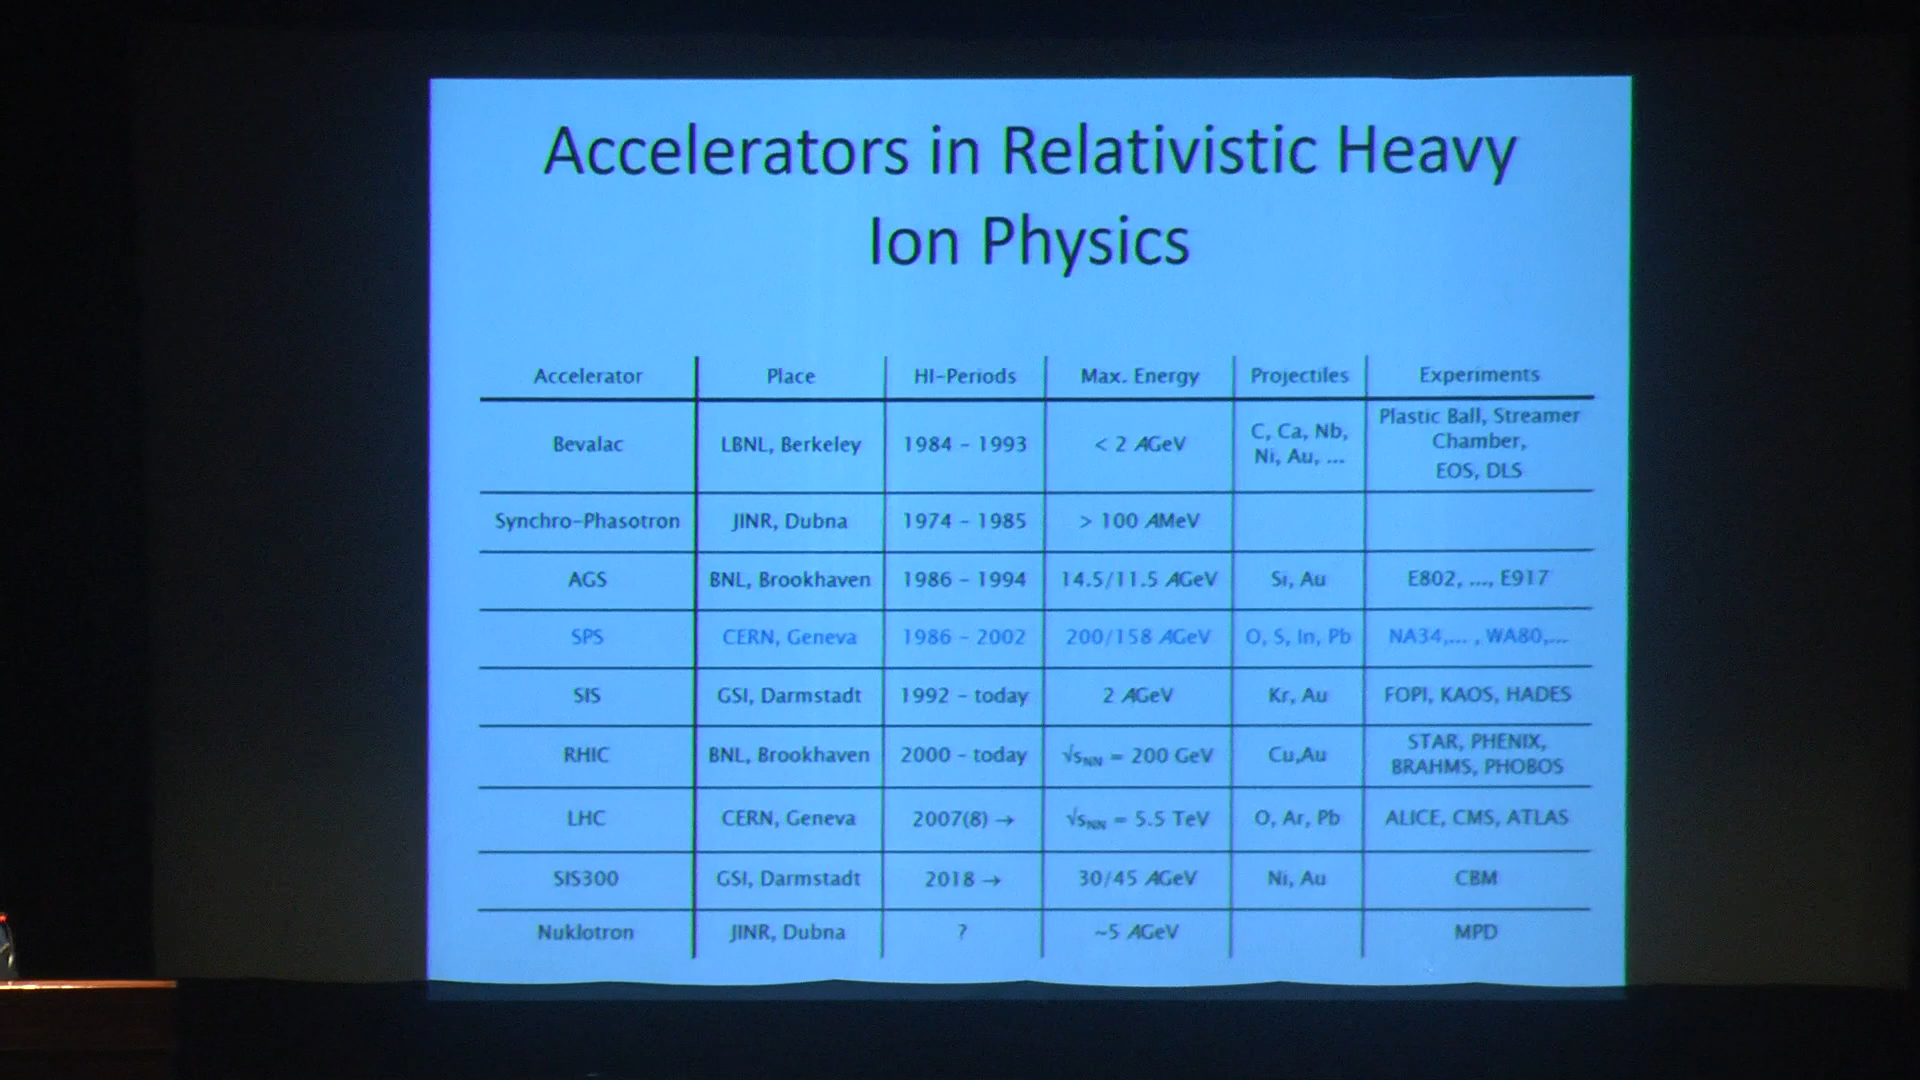 Accelerators in Relativistic Heavy
Ion Physics
Accelerator Place HI-Periods Max. Energy Projectiles Experiments
Bevalac LBNL, Berkeley 1984 - 1993 < 2 AGeV C, Ca, Nb, Ni, Au, ... Plastic Ball, Streamer Chamber, EOS, DLS
Synchro-Phasotron JINR, Dubna 1974 - 1985 > 100 AMeV
AGS BNL, Brookhaven 1986 - 1994 14.5/11.5 AGeV Si, Au E802, ..., E917
SPS CERN, Geneva 1986 - 2002 200/158 AGeV O, S, In, Pb NA34,... , WA80,...
SIS GSI, Darmstadt 1992 - today 2 AGeV Kr, Au FOPI, KAOS, HADES
RHIC BNL, Brookhaven 2000 - today √sNN = 200 GeV Cu,Au STAR, PHENIX, BRAHMS, PHOBOS
LHC CERN, Geneva 2007(8) → √sNN = 5.5 TeV O, Ar, Pb ALICE, CMS, ATLAS
SIS300 GSI, Darmstadt 2018 → 30/45 AGeV Ni, Au CBM
Nuklotron JINR, Dubna ? ~5 AGeV MPD